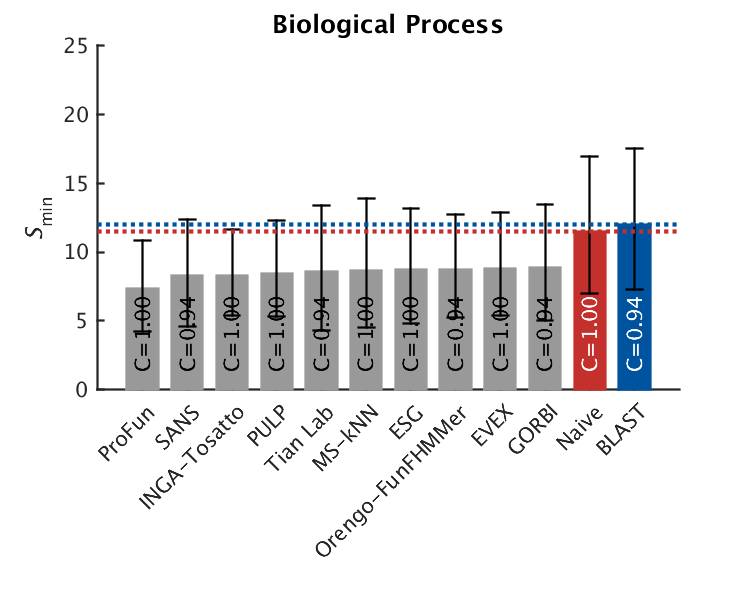 Biological Process
25
20
15
10
5
0
Smin
C=1.00
C=0.94
C=1.00
C=1.00
C=0.94
C=1.00
C=1.00
C=0.94
C=1.00
C=0.94
C=1.00
C=0.94
ProFun
SANS
INGA-Tosatto
PULP
Tian Lab
MS-kNN
ESG
Orengo-FunFHMMer
EVEX
GORBI
Naive
BLAST